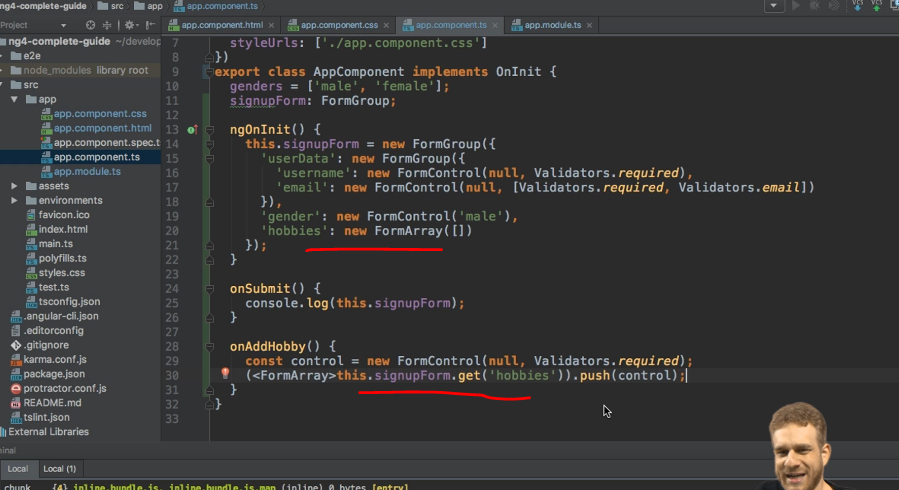 ng4-complete-guide src app app.component.ts
Project
app.component.html app.component.css app.component.ts app.module.ts
ng4-complete-guide ~/develop
e2e
node_modules library root
src
app
app.component.css
app.component.html
app.component.spec.t
app.component.ts
app.module.ts
assets
environments
favicon.ico
index.html
main.ts
polyfills.ts
styles.css
test.ts
tsconfig.json
.angular-cli.json
.editorconfig
.gitignore
karma.conf.js
package.json
protractor.conf.js
README.md
tslint.json
External Libraries
7 styleUrls: ['./app.component.css']
8 })
9 export class AppComponent implements OnInit {
10 genders = ['male', 'female'];
11 signupForm: FormGroup;
12
13 ngOnInit() {
14 this.signupForm = new FormGroup({
15 'userData': new FormGroup({
16 'username': new FormControl(null, Validators.required),
17 'email': new FormControl(null, [Validators.required, Validators.email])
18 }),
19 'gender': new FormControl('male'),
20 'hobbies': new FormArray([])
21 });
22 }
23
24 onSubmit() {
25 console.log(this.signupForm);
26 }
27
28 onAddHobby() {
29 const control = new FormControl(null, Validators.required);
30 (<FormArray>this.signupForm.get('hobbies')).push(control);
31 }
32 }
33
VCS VCS
minal
Local Local (1)
chunk {4} inline.bundle.js, inline.bundle.js.map (inline) 0 bytes [entry]